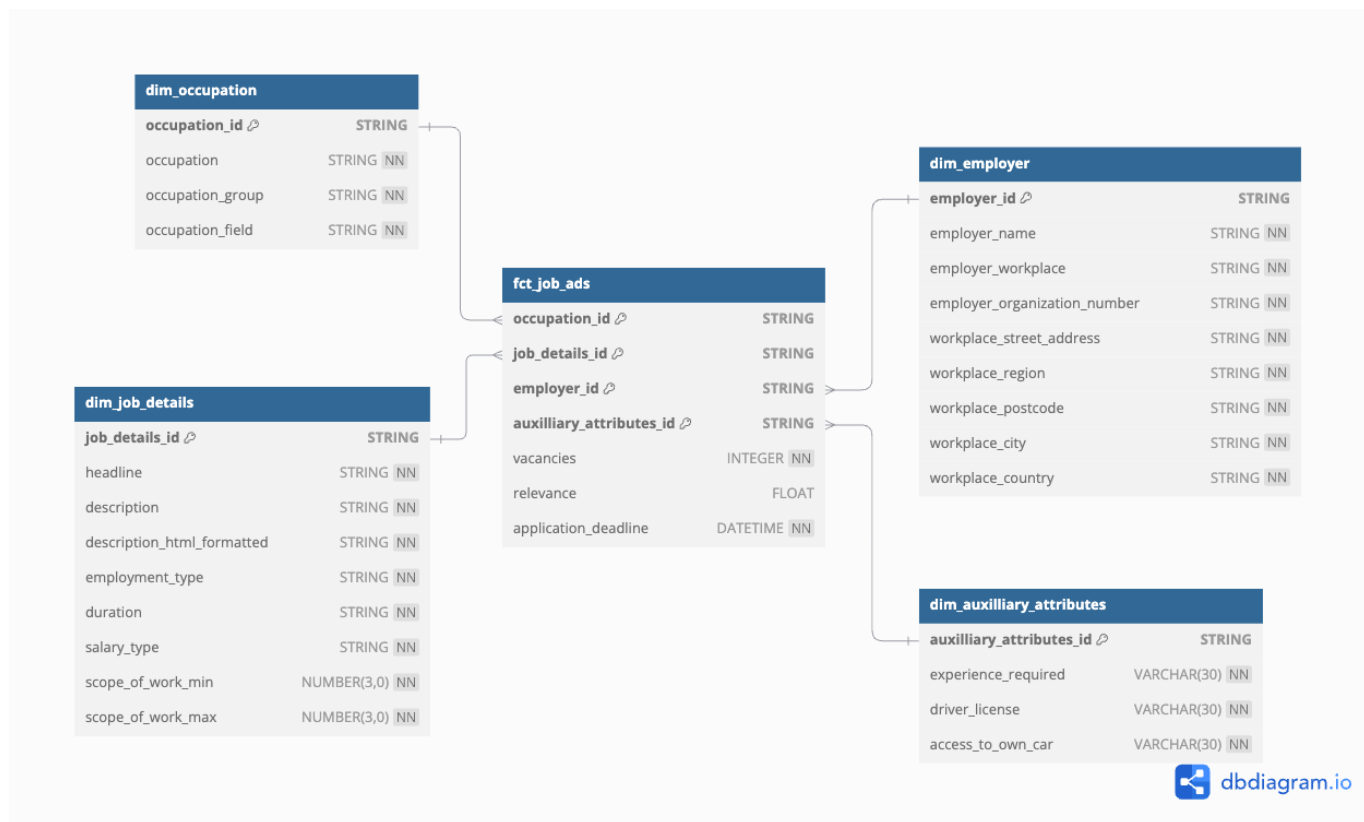 dim_occupation
occupation_id STRING
occupation STRING NN
occupation_group STRING NN
occupation_field STRING NN
dim_job_details
job_details_id STRING
headline STRING NN
description STRING NN
description_html_formatted STRING NN
employment_type STRING NN
duration STRING NN
salary_type STRING NN
scope_of_work_min NUMBER(3,0) NN
scope_of_work_max NUMBER(3,0) NN
fct_job_ads
occupation_id STRING
job_details_id STRING
employer_id STRING
auxilliary_attributes_id STRING
vacancies INTEGER NN
relevance FLOAT
application_deadline DATETIME NN
dim_employer
employer_id STRING
employer_name STRING NN
employer_workplace STRING NN
employer_organization_number STRING NN
workplace_street_address STRING NN
workplace_region STRING NN
workplace_postcode STRING NN
workplace_city STRING NN
workplace_country STRING NN
dim_auxilliary_attributes
auxilliary_attributes_id STRING
experience_required VARCHAR(30) NN
driver_license VARCHAR(30) NN
access_to_own_car VARCHAR(30) NN
dbdiagram.io